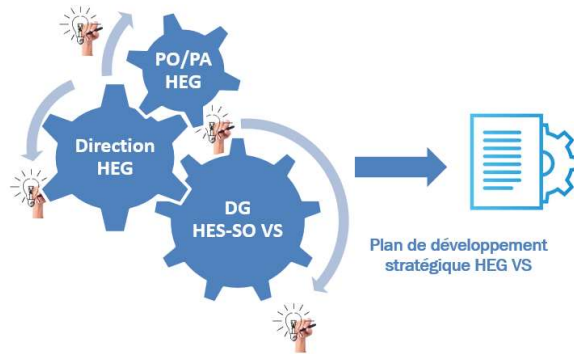 PO/PA
HEG
Direction
HEG
DG
HES-SO VS
Plan de développement
stratégique HEG VS